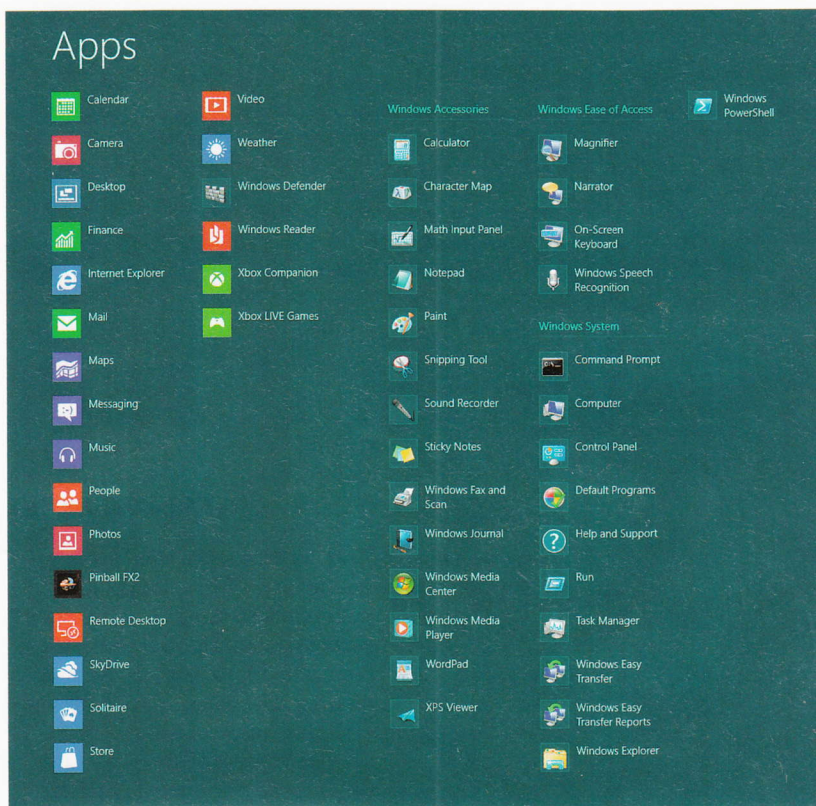 Apps
Calendar
Camera
Desktop
Finance
Internet Explorer
Mail
Maps
Messaging
Music
People
Photos
Pinball FX2
Remote Desktop
SkyDrive
Solitaire
Store
Video
Weather
Windows Defender
Windows Reader
Xbox Companion
Xbox LIVE Games
Windows Accessories
Calculator
Character Map
Math Input Panel
Notepad
Paint
Snipping Tool
Sound Recorder
Sticky Notes
Windows Fax and
Scan
Windows Journal
Windows Media
Center
Windows Media
Player
WordPad
XPS Viewer
Windows Ease of Access
Magnifier
Narrator
On-Screen
Keyboard
Windows Speech
Recognition
Windows System
Command Prompt
Computer
Control Panel
Default Programs
Help and Support
Run
Task Manager
Windows Easy
Transfer
Windows Easy
Transfer Reports
Windows Explorer
Windows
PowerShell